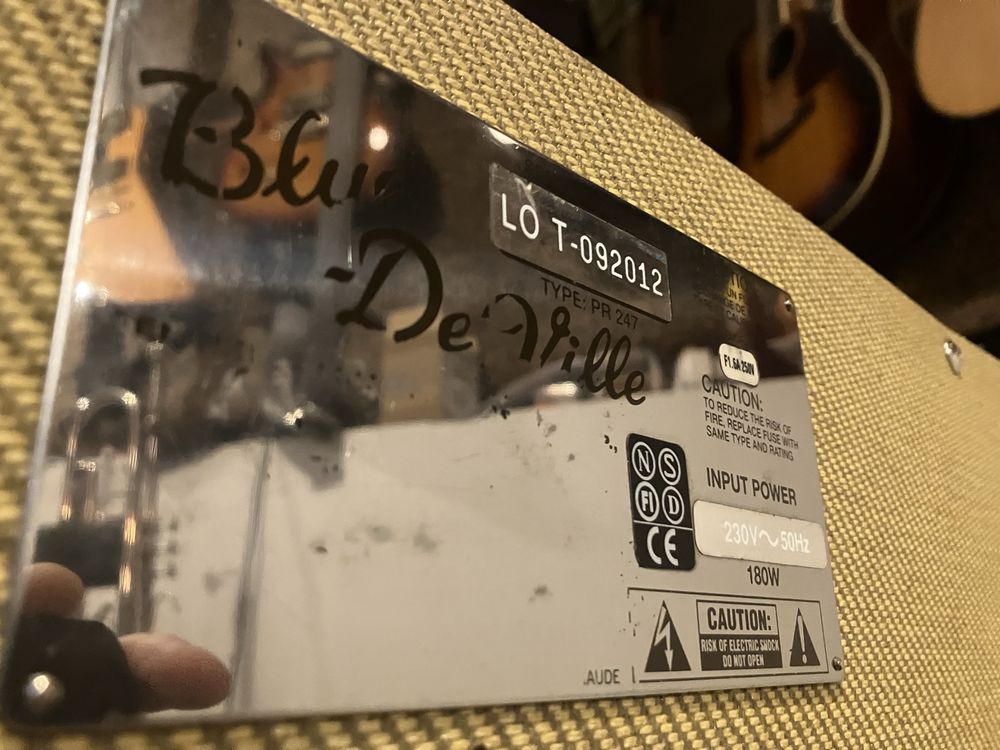 Blue
DeVille
LO T-092012
TYPE: PR 247
F1.6A 250V
CAUTION:
TO REDUCE THE RISK OF
FIRE, REPLACE FUSE WITH
SAME TYPE AND RATING
N S
FI D
CE
INPUT POWER
230V~50Hz
180W
CAUTION:
RISK OF ELECTRIC SHOCK
DO NOT OPEN